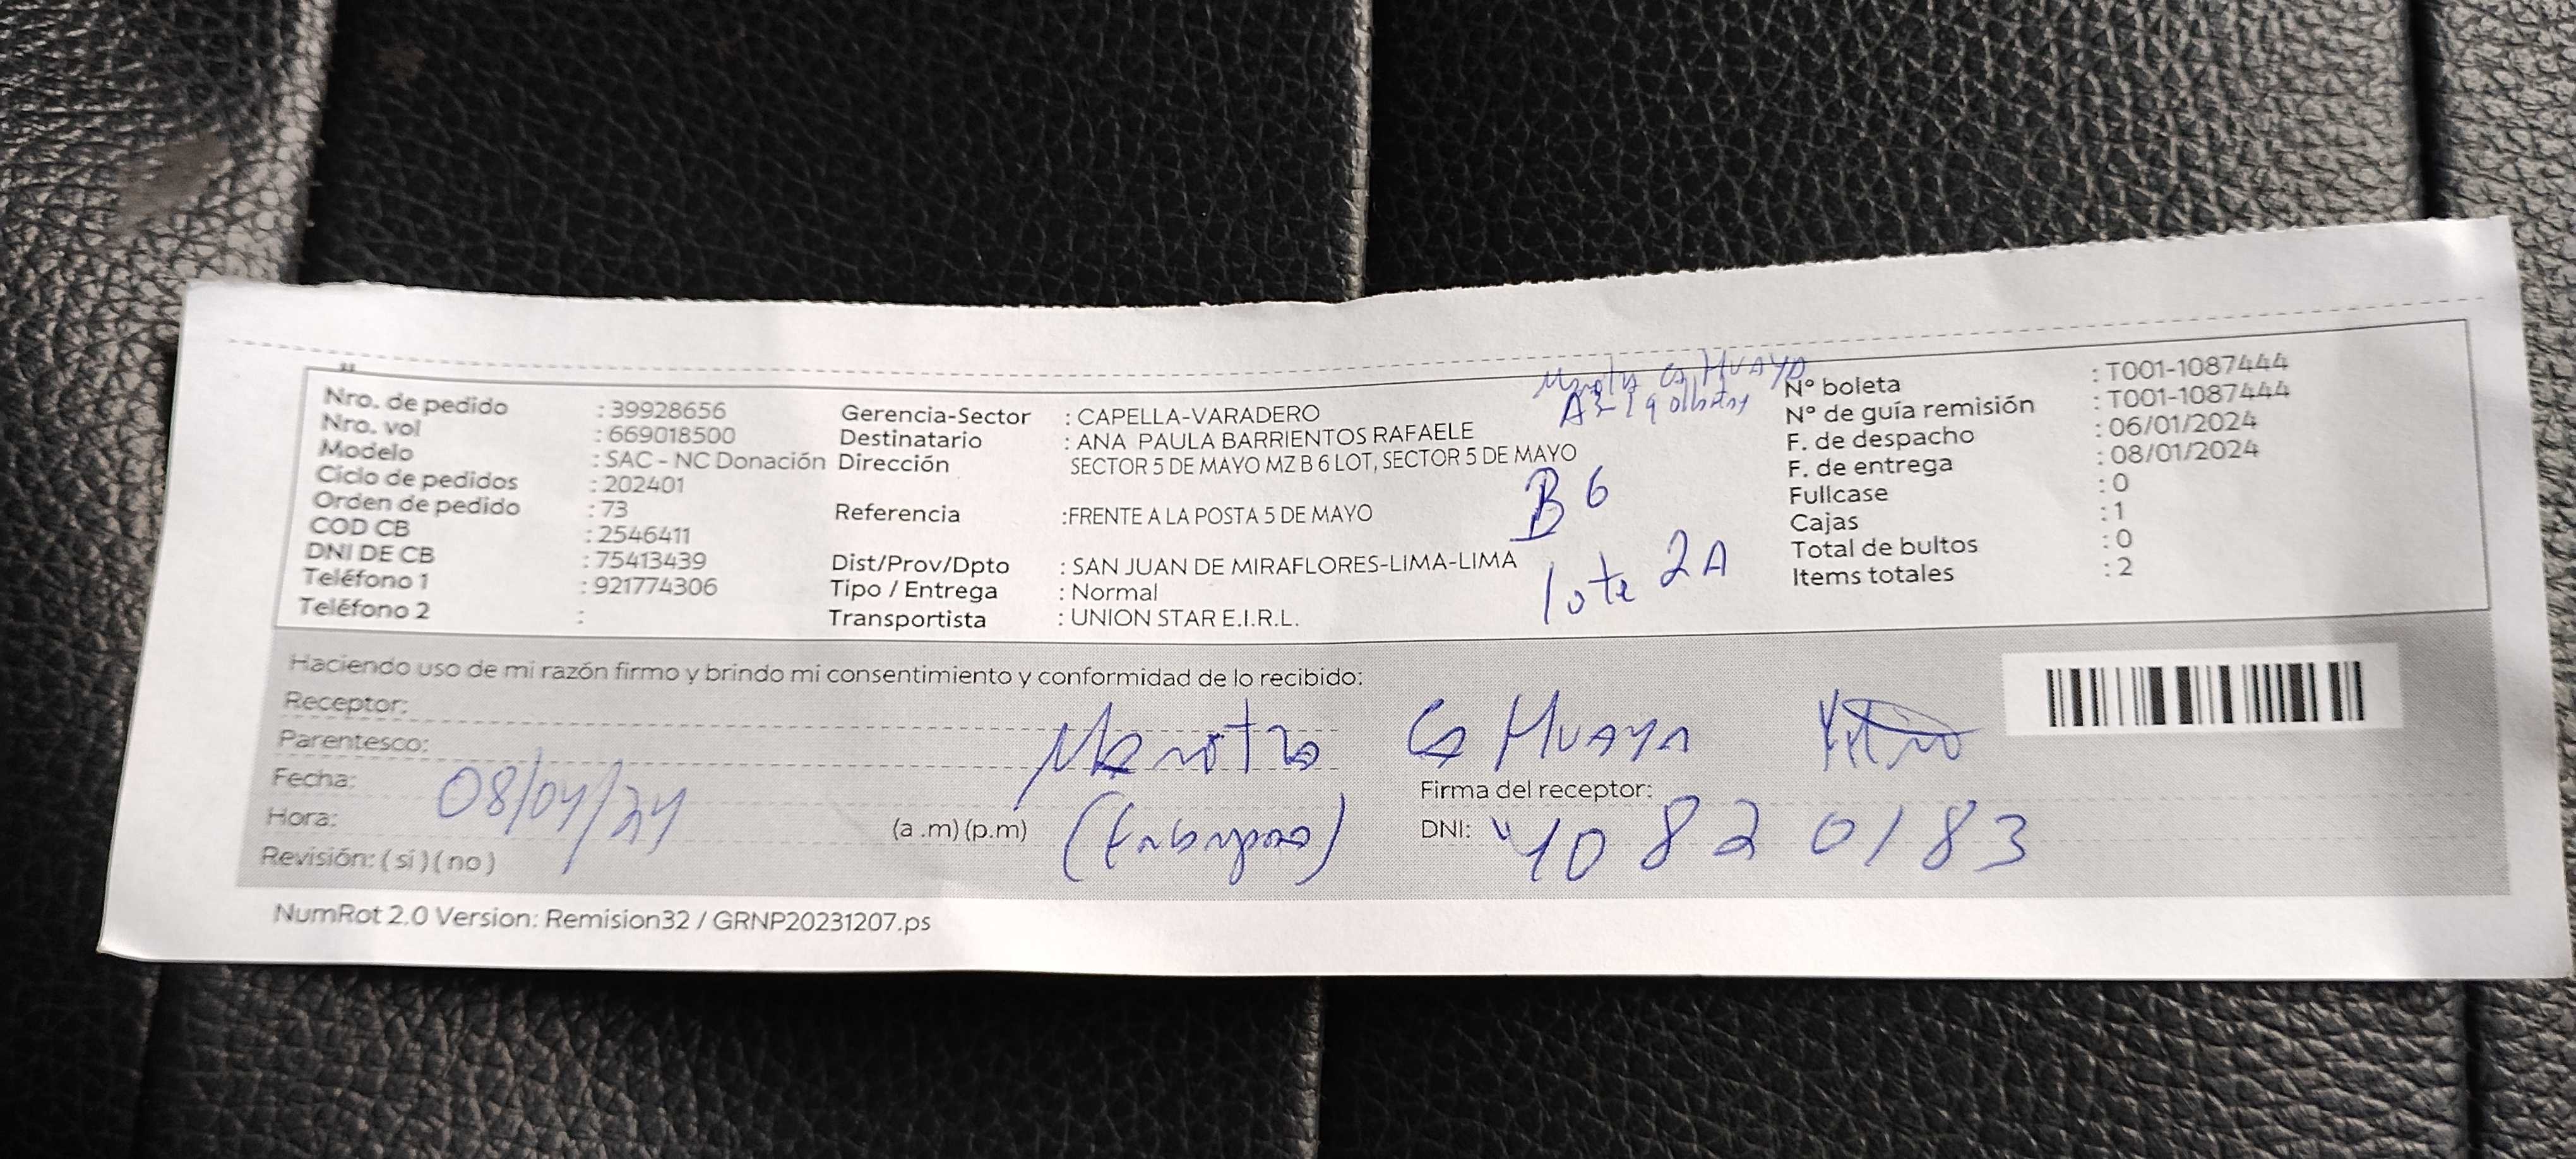 Nro. de pedido : 39928656
Nro. vol : 669018500
Modelo : SAC - NC Donación
Ciclo de pedidos : 202401
Orden de pedido : 73
COD CB : 2546411
DNI DE CB : 75413439
Teléfono 1 : 921774306
Teléfono 2 :
Gerencia-Sector : CAPELLA-VARADERO
Destinatario : ANA PAULA BARRIENTOS RAFAELE
Dirección SECTOR 5 DE MAYO MZ B 6 LOT, SECTOR 5 DE MAYO
Referencia :FRENTE A LA POSTA 5 DE MAYO
Dist/Prov/Dpto : SAN JUAN DE MIRAFLORES-LIMA-LIMA
Tipo / Entrega : Normal
Transportista : UNION STAR E.I.R.L.
B 6
lote 2A
N° boleta : T001-1087444
N° de guía remisión : T001-1087444
F. de despacho : 06/01/2024
F. de entrega : 08/01/2024
Fullcase : 0
Cajas : 1
Total de bultos : 0
Items totales : 2
Haciendo uso de mi razón firmo y brindo mi consentimiento y conformidad de lo recibido:
Receptor:
Parentesco:
Fecha: 08/01/24
Hora: (a .m) (p.m)
Revisión: ( sí ) ( no )
Firma del receptor:
DNI: 40820183
NumRot 2.0 Version: Remision32 / GRNP20231207.ps